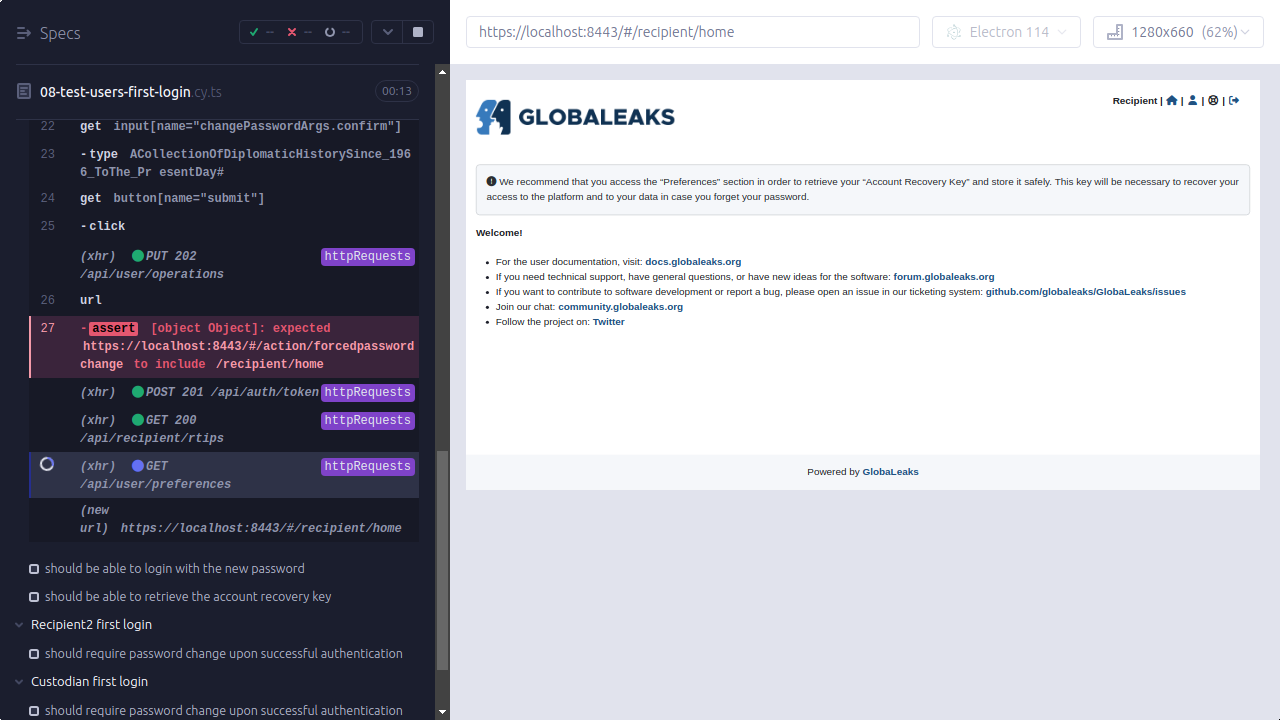 Specs
--
--
--
https://localhost:8443/#/recipient/home
Electron 114
1280x660 (62%)
08-test-users-first-login.cy.ts
00:13
22 get input[name="changePasswordArgs.confirm"]
23 -type ACollectionOfDiplomaticHistorySince_196
6_ToThe_Pr esentDay#
24 get button[name="submit"]
25 -click
(xhr) PUT 202 httpRequests
/api/user/operations
26 url
27 -assert [object Object]: expected
https://localhost:8443/#/action/forcedpassword
change to include /recipient/home
(xhr) POST 201 /api/auth/token httpRequests
(xhr) GET 200 httpRequests
/api/recipient/rtips
(xhr) GET httpRequests
/api/user/preferences
(new
url) https://localhost:8443/#/recipient/home
should be able to login with the new password
should be able to retrieve the account recovery key
Recipient2 first login
should require password change upon successful authentication
Custodian first login
should require password change upon successful authentication
GLOBALEAKS
Recipient | | | |
We recommend that you access the “Preferences” section in order to retrieve your “Account Recovery Key” and store it safely. This key will be necessary to recover your
access to the platform and to your data in case you forget your password.
Welcome!
• For the user documentation, visit: docs.globaleaks.org
• If you need technical support, have general questions, or have new ideas for the software: forum.globaleaks.org
• If you want to contribute to software development or report a bug, please open an issue in our ticketing system: github.com/globaleaks/GlobaLeaks/issues
• Join our chat: community.globaleaks.org
• Follow the project on: Twitter
Powered by GlobaLeaks